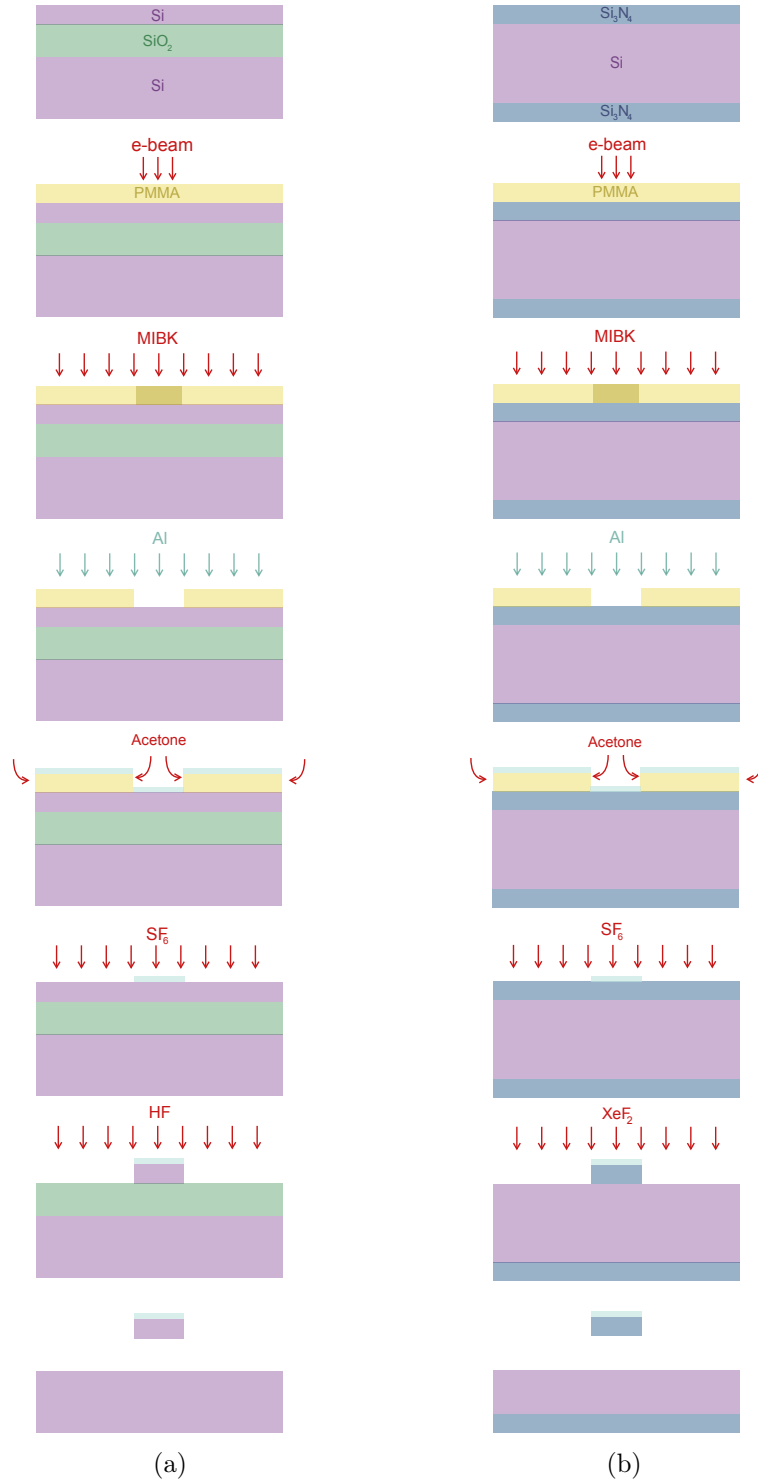 Si
SiO₂
Si
e-beam
PMMA
MIBK
Al
Acetone
SF₆
HF
(a)
Si₃N₄
Si
Si₃N₄
e-beam
PMMA
MIBK
Al
Acetone
SF₆
XeF₂
(b)